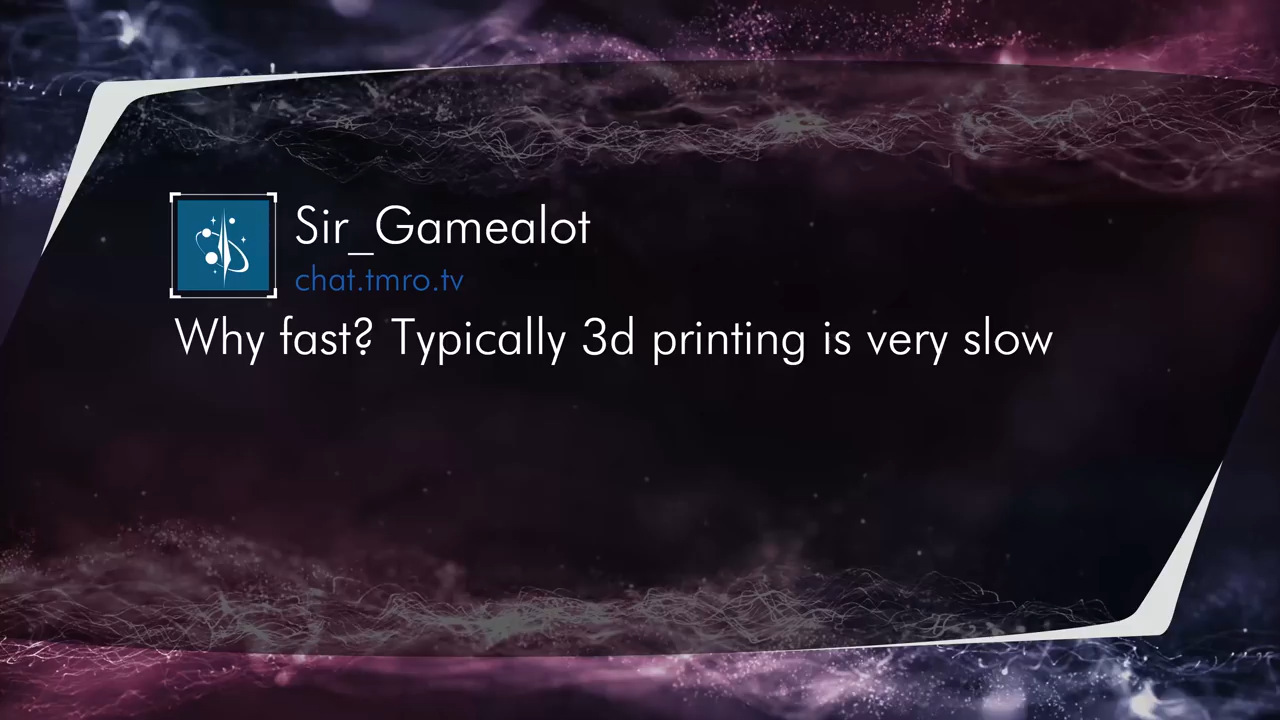 Sir_Gamealot
chat.tmro.tv
Why fast? Typically 3d printing is very slow